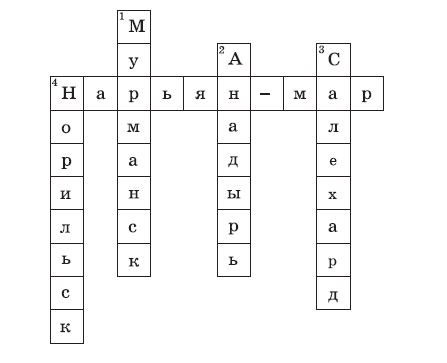 1 М
у 2 А 3 С
4 Н а р ь я н – м а р
о м а л
р а д е
и н ы х
л с р а
ь к ь р
с д
к